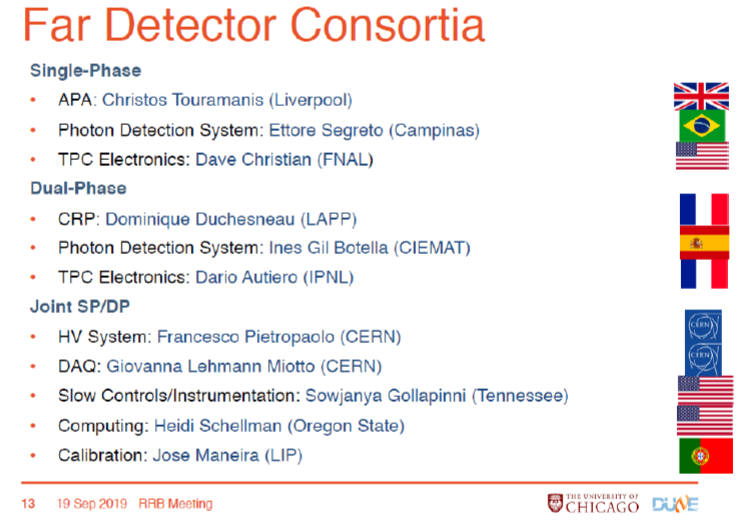 Far Detector Consortia
Single-Phase
• APA: Christos Touramanis (Liverpool)
• Photon Detection System: Ettore Segreto (Campinas)
• TPC Electronics: Dave Christian (FNAL)
Dual-Phase
• CRP: Dominique Duchesneau (LAPP)
• Photon Detection System: Ines Gil Botella (CIEMAT)
• TPC Electronics: Dario Autiero (IPNL)
Joint SP/DP
• HV System: Francesco Pietropaolo (CERN)
CERN
• DAQ: Giovanna Lehmann Miotto (CERN)
CERN
• Slow Controls/Instrumentation: Sowjanya Gollapinni (Tennessee)
• Computing: Heidi Schellman (Oregon State)
• Calibration: Jose Maneira (LIP)
13 19 Sep 2019 RRB Meeting
THE UNIVERSITY OF
CHICAGO
DUNE